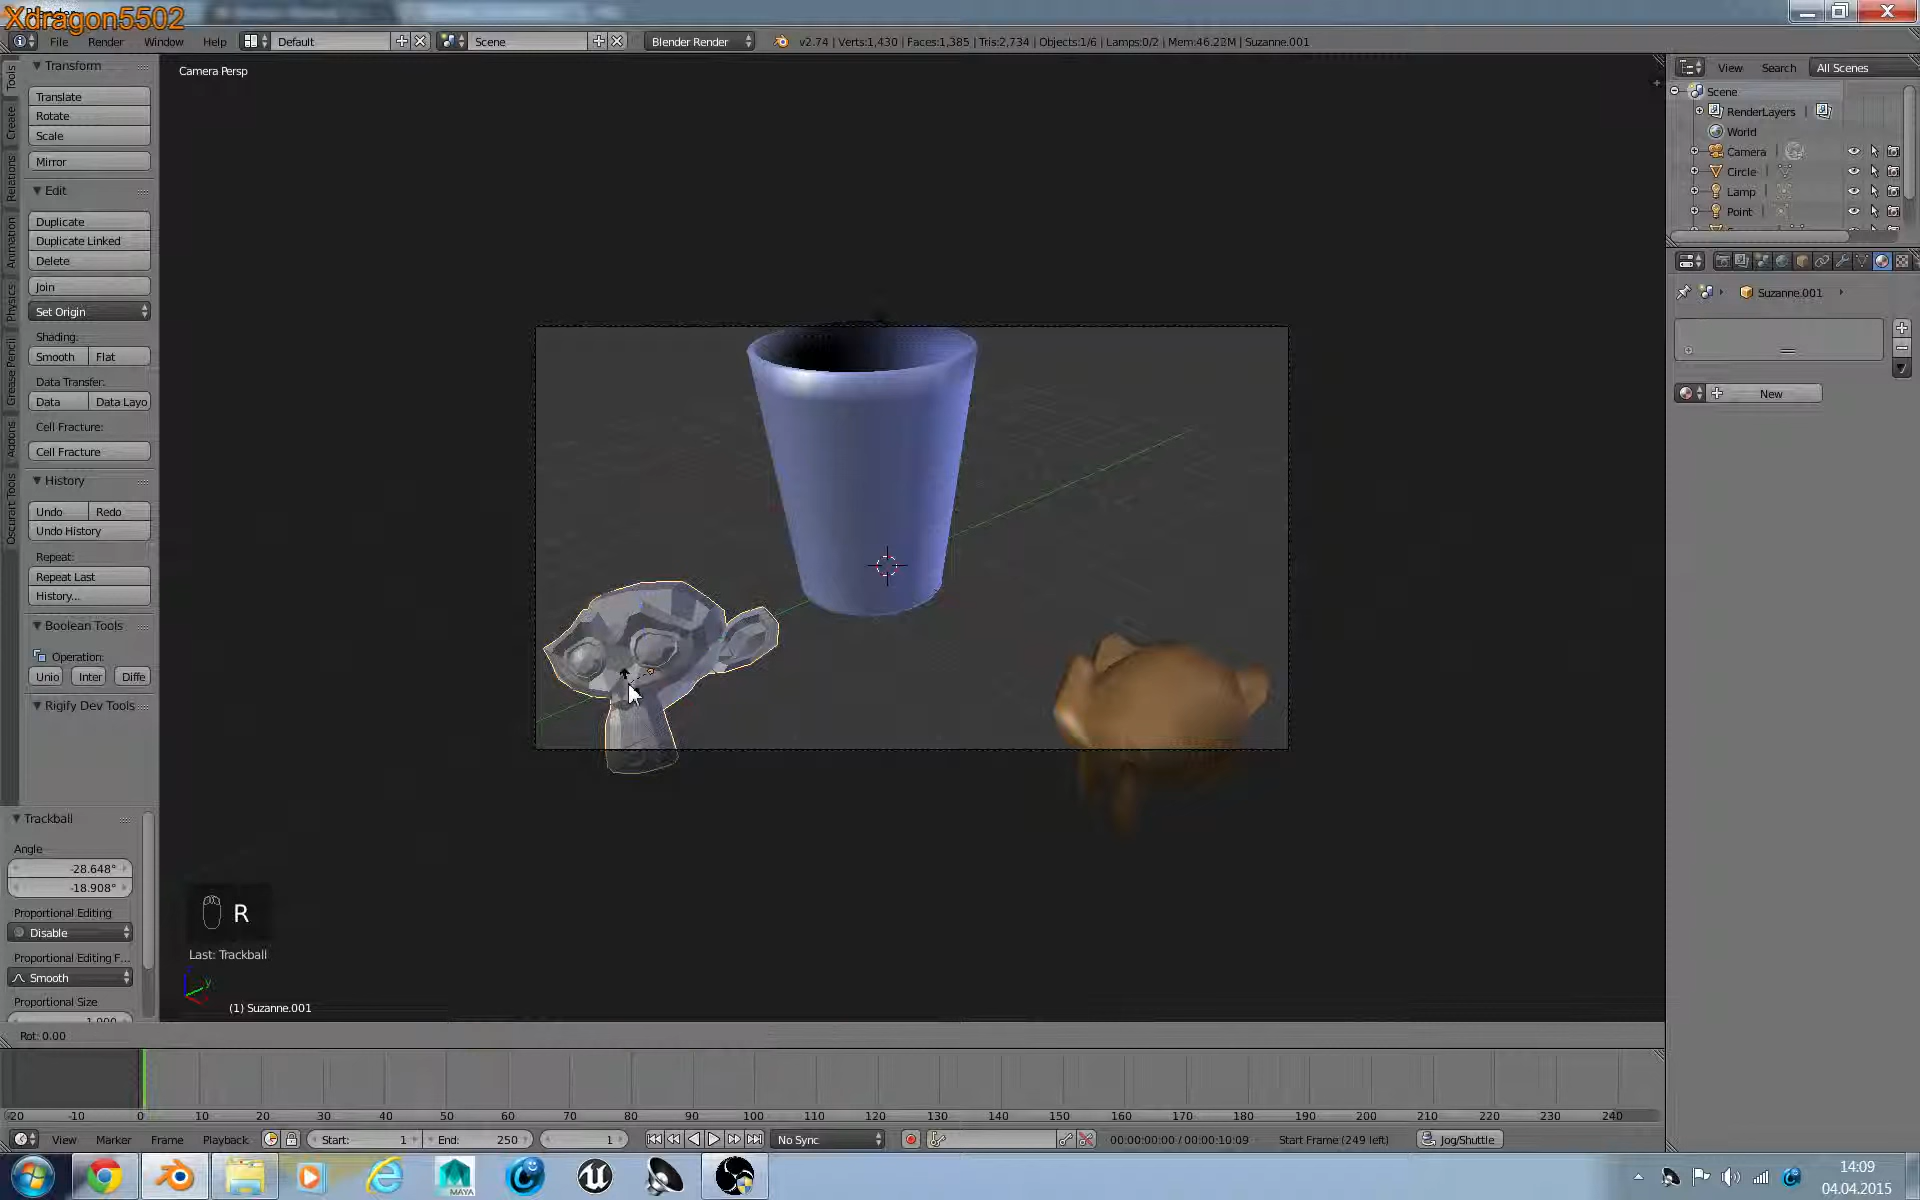 Xdragon5502
File Render Window Help Default Scene Blender Render v2.74 | Verts:1,430 | Faces:1,385 | Tris:2,734 | Objects:1/6 | Lamps:0/2 | Mem:46.22M | Suzanne.001
Transform
Translate
Rotate
Scale
Mirror
Edit
Duplicate
Duplicate Linked
Delete
Join
Set Origin
Shading:
Smooth Flat
Data Transfer:
Data Data Layo
Cell Fracture:
Cell Fracture
History
Undo Redo
Undo History
Repeat:
Repeat Last
History...
Boolean Tools
Operation:
Unio Inter Diffe
Rigify Dev Tools
Tools
Create
Relations
Animation
Physics
Grease Pencil
Addons
Oscurart Tools
Trackball
Angle
-28.648°
-18.908°
Proportional Editing
Disable
Proportional Editing F...
Smooth
Proportional Size
1.000
Camera Persp
R
Last: Trackball
y
(1) Suzanne.001
Rot: 0.00
View Search All Scenes
Scene
RenderLayers |
World
Camera |
Circle |
Lamp |
Point |
Suzanne.001
New
-20 -10 0 10 20 30 40 50 60 70 80 90 100 110 120 130 140 150 160 170 180 190 200 210 220 230 240
View Marker Frame Playback Start: 1 End: 250 1 No Sync 00:00:00:00 / 00:00:10:09 Start Frame (249 left) Jog/Shuttle
MAYA
14:09
04.04.2015